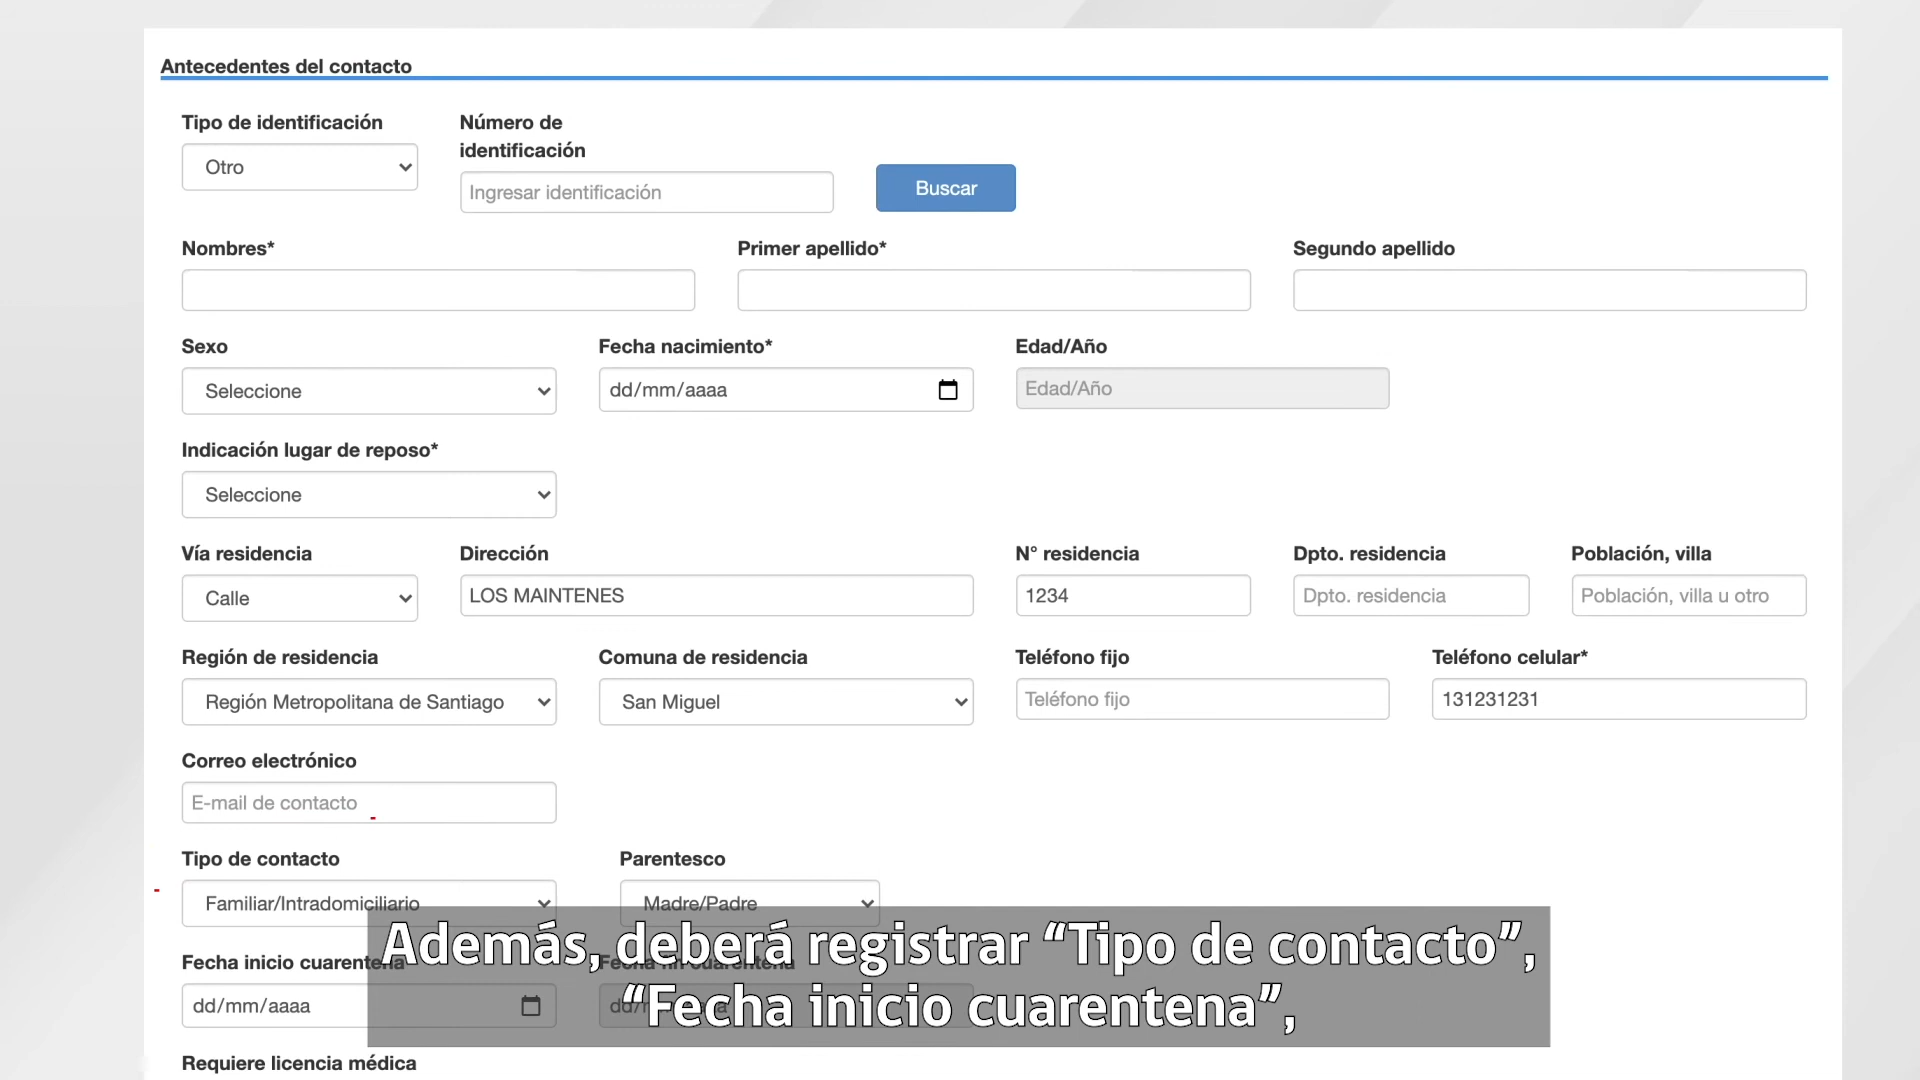 Antecedentes del contacto
Tipo de identificación
Número de
identificación
Otro
Ingresar identificación
Buscar
Nombres*
Primer apellido*
Segundo apellido
Sexo
Fecha nacimiento*
Edad/Año
Seleccione
dd/mm/aaaa
Edad/Año
Indicación lugar de reposo*
Seleccione
Vía residencia
Dirección
N° residencia
Dpto. residencia
Población, villa
Calle
LOS MAINTENES
1234
Dpto. residencia
Población, villa u otro
Región de residencia
Comuna de residencia
Teléfono fijo
Teléfono celular*
Región Metropolitana de Santiago
San Miguel
Teléfono fijo
131231231
Correo electrónico
E-mail de contacto
Tipo de contacto
Parentesco
Familiar/Intradomiciliario
Madre/Padre
Fecha inicio cuarentena
Fecha fin cuarentena
dd/mm/aaaa
Además, deberá registrar “Tipo de contacto”,
“Fecha inicio cuarentena”,
Requiere licencia médica